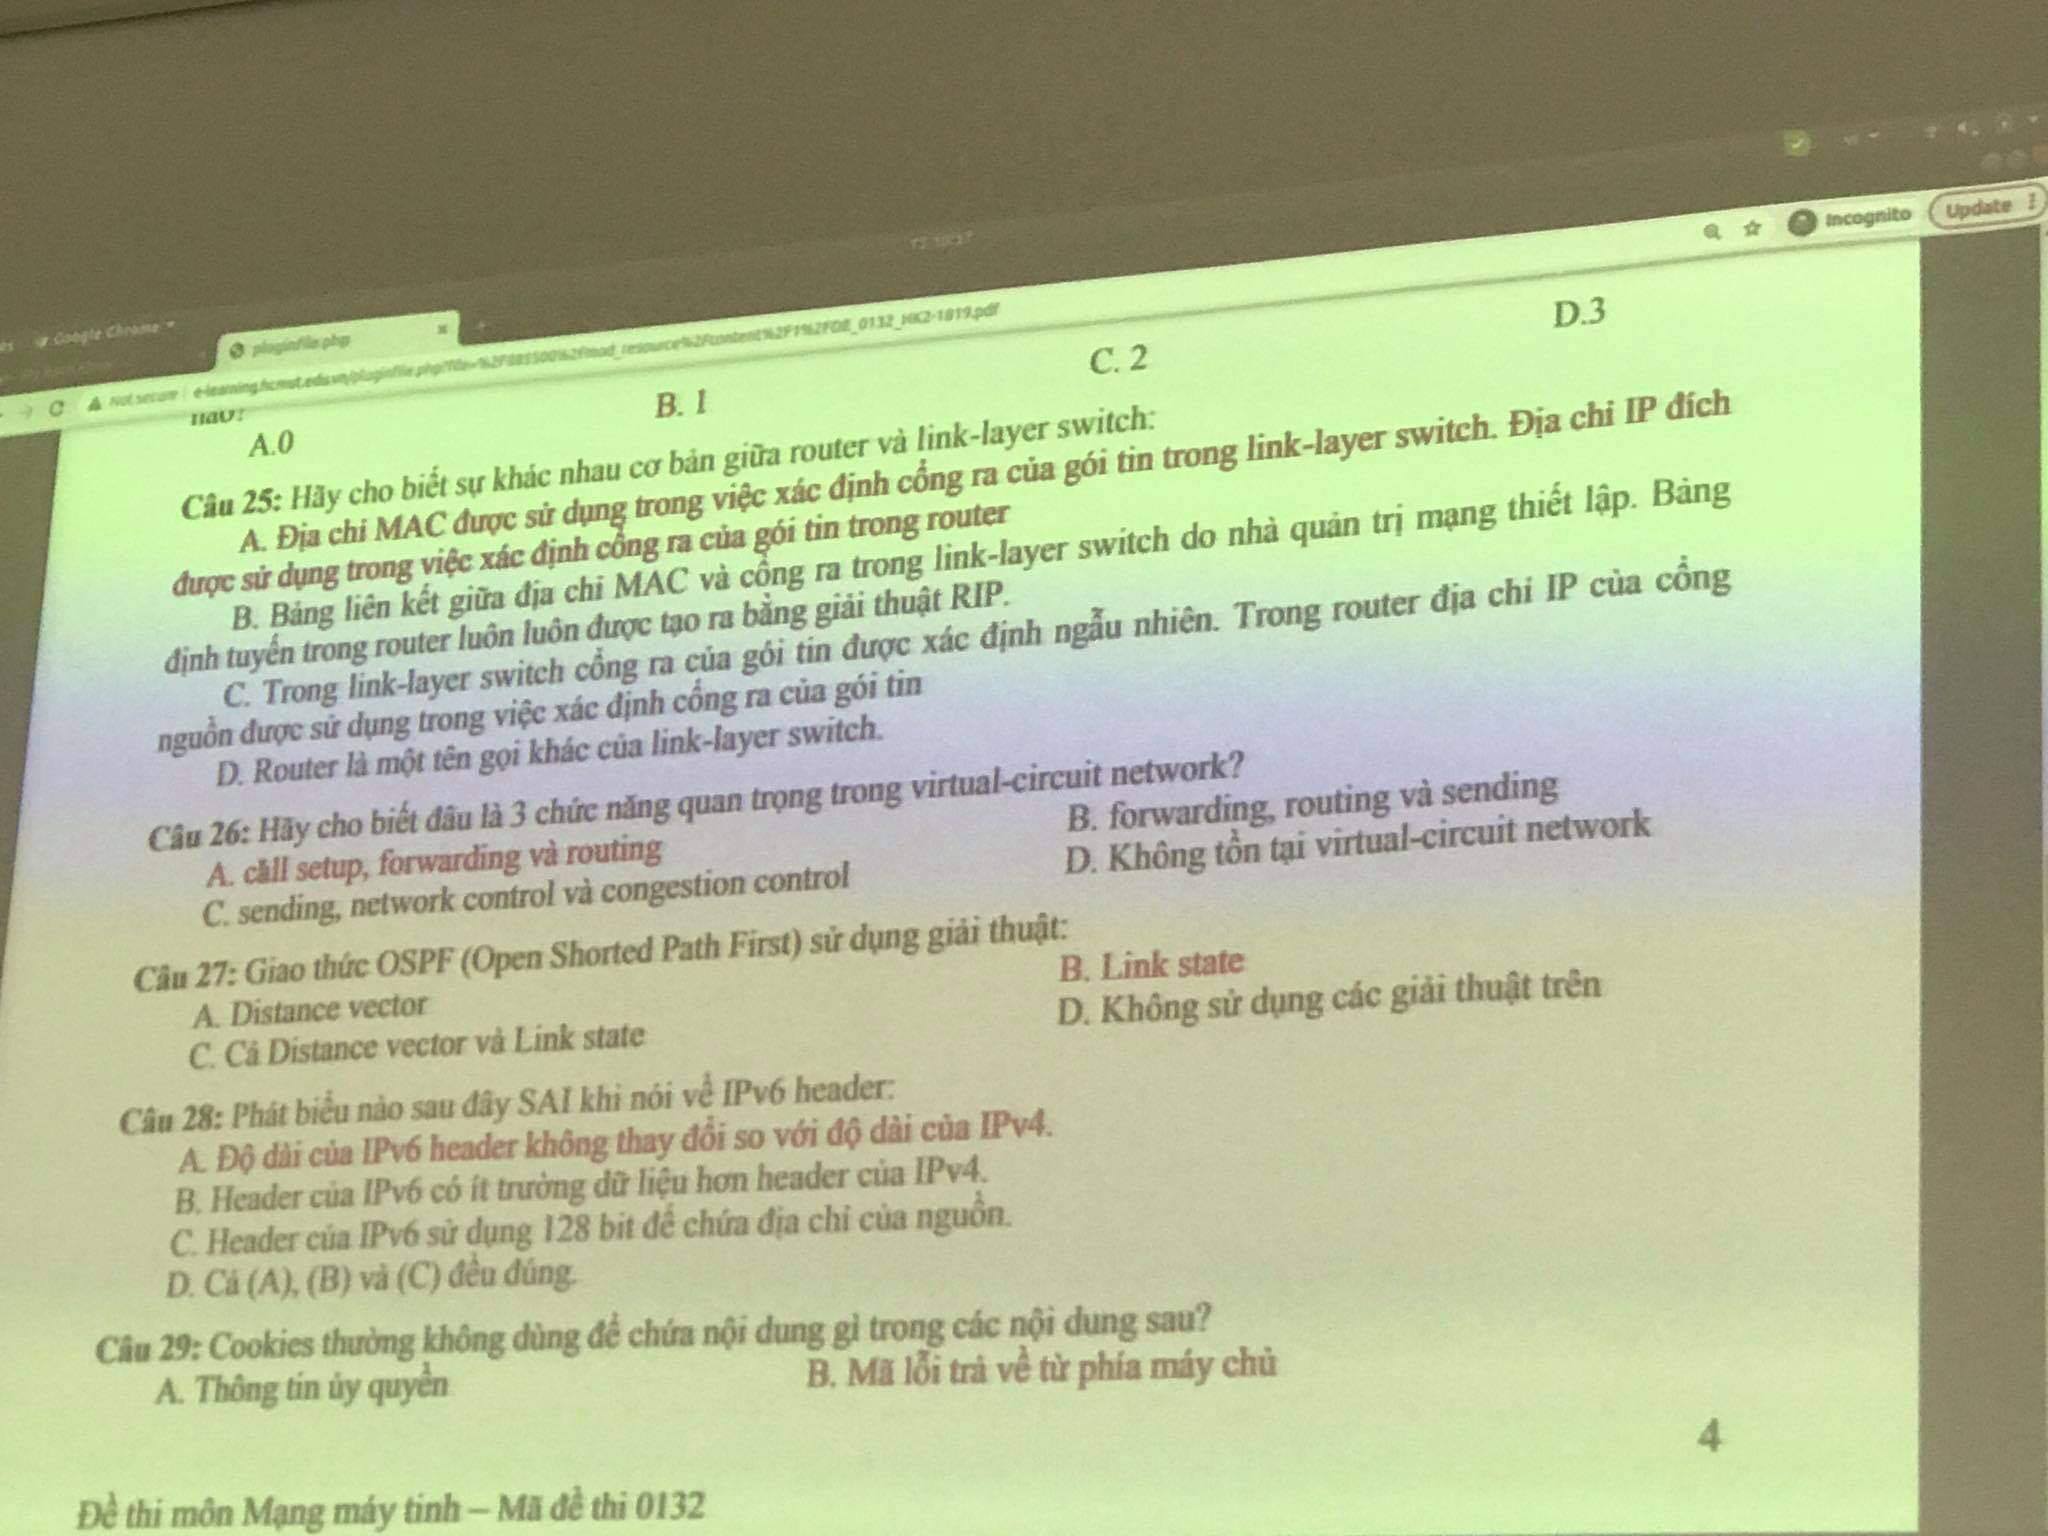 Google Chrome
pluginfile.php
Not secure
Incognito
Update
nào?
A.0
B. 1
C. 2
D.3
Câu 25: Hãy cho biết sự khác nhau cơ bản giữa router và link-layer switch:
A. Địa chỉ MAC được sử dụng trong việc xác định cổng ra của gói tin trong link-layer switch. Địa chỉ IP đích
được sử dụng trong việc xác định cổng ra của gói tin trong router
B. Bảng liên kết giữa địa chỉ MAC và cổng ra trong link-layer switch do nhà quản trị mạng thiết lập. Bảng
định tuyến trong router luôn luôn được tạo ra bằng giải thuật RIP.
C. Trong link-layer switch cổng ra của gói tin được xác định ngẫu nhiên. Trong router địa chỉ IP của cổng
nguồn được sử dụng trong việc xác định cổng ra của gói tin
D. Router là một tên gọi khác của link-layer switch.
Câu 26: Hãy cho biết đâu là 3 chức năng quan trọng trong virtual-circuit network?
A. call setup, forwarding và routing
B. forwarding, routing và sending
C. sending, network control và congestion control
D. Không tồn tại virtual-circuit network
Câu 27: Giao thức OSPF (Open Shorted Path First) sử dụng giải thuật:
A. Distance vector
B. Link state
C. Cả Distance vector và Link state
D. Không sử dụng các giải thuật trên
Câu 28: Phát biểu nào sau đây SAI khi nói về IPv6 header:
A. Độ dài của IPv6 header không thay đổi so với độ dài của IPv4.
B. Header của IPv6 có ít trường dữ liệu hơn header của IPv4.
C. Header của IPv6 sử dụng 128 bit để chứa địa chỉ của nguồn.
D. Cả (A), (B) và (C) đều đúng.
Câu 29: Cookies thường không dùng để chứa nội dung gì trong các nội dung sau?
A. Thông tin ủy quyền
B. Mã lỗi trả về từ phía máy chủ
4
Đề thi môn Mạng máy tinh – Mã đề thi 0132